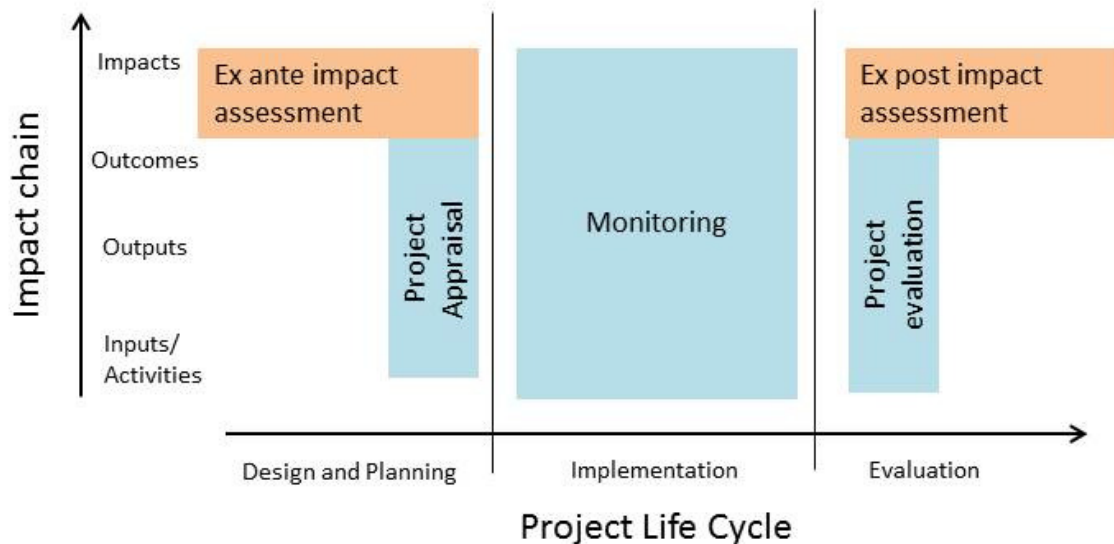 Impact chain
Impacts
Outcomes
Outputs
Inputs/
Activities
Ex ante impact
assessment
Project
Appraisal
Monitoring
Ex post impact
assessment
Project
evaluation
Design and Planning
Implementation
Evaluation
Project Life Cycle